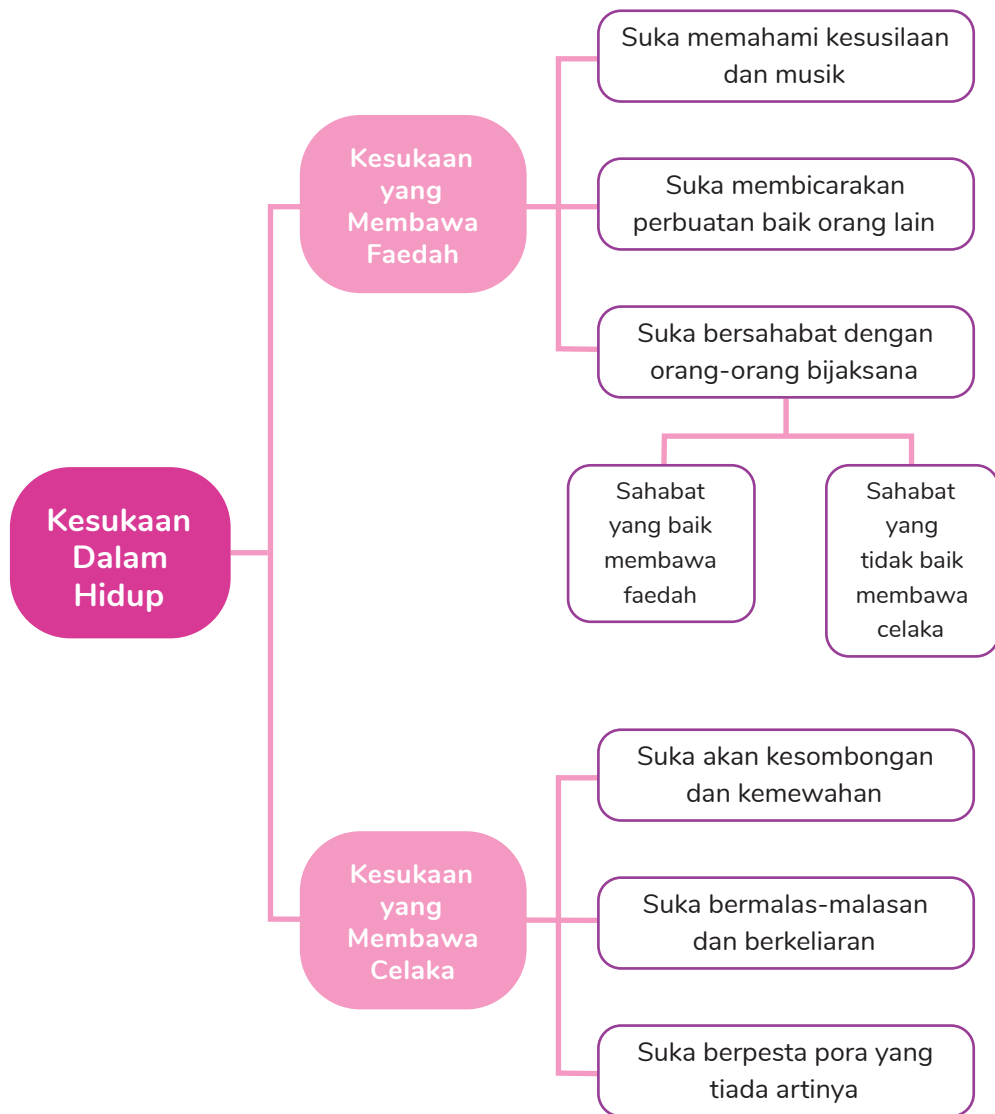 Kesukaan
Dalam
Hidup
Kesukaan
yang
Membawa
Faedah
Suka memahami kesusilaan
dan musik
Suka membicarakan
perbuatan baik orang lain
Suka bersahabat dengan
orang-orang bijaksana
Sahabat
yang baik
membawa
faedah
Sahabat
yang
tidak baik
membawa
celaka
Kesukaan
yang
Membawa
Celaka
Suka akan kesombongan
dan kemewahan
Suka bermalas-malasan
dan berkeliaran
Suka berpesta pora yang
tiada artinya